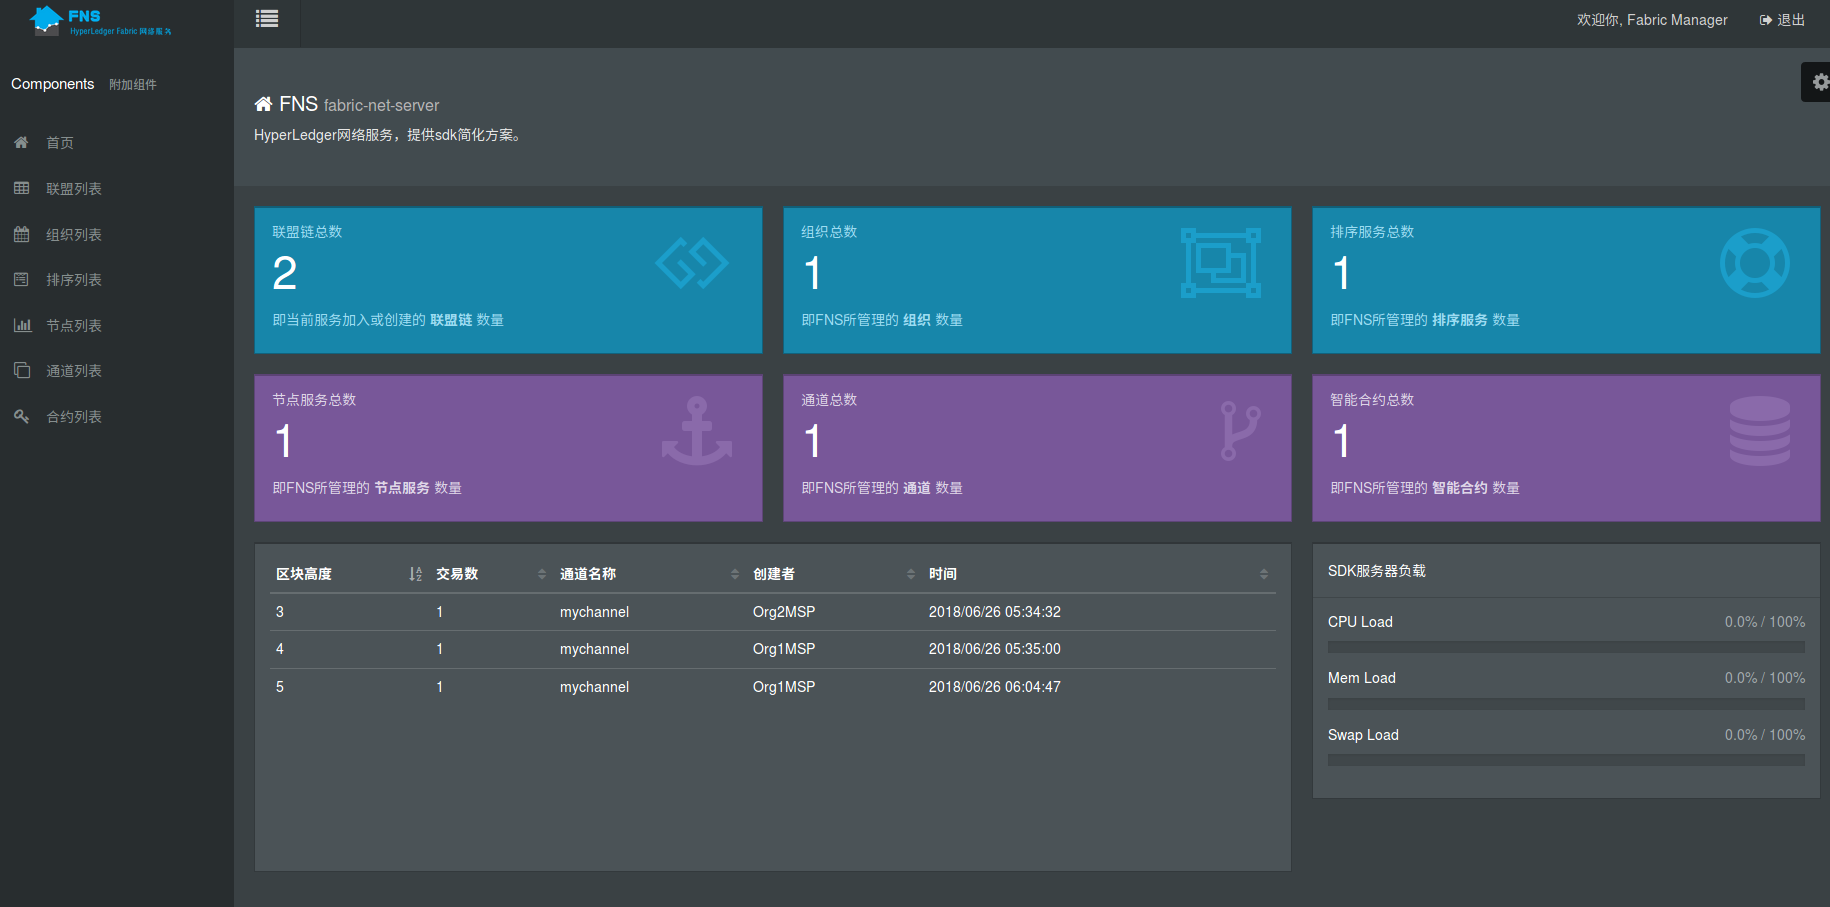 FNS
HyperLedger Fabric 网络服务
欢迎你, Fabric Manager
退出
Components 附加组件
首页
联盟列表
组织列表
排序列表
节点列表
通道列表
合约列表
FNS fabric-net-server
HyperLedger网络服务，提供sdk简化方案。
联盟链总数
2
即当前服务加入或创建的 联盟链 数量
组织总数
1
即FNS所管理的 组织 数量
排序服务总数
1
即FNS所管理的 排序服务 数量
节点服务总数
1
即FNS所管理的 节点服务 数量
通道总数
1
即FNS所管理的 通道 数量
智能合约总数
1
即FNS所管理的 智能合约 数量
区块高度 交易数 通道名称 创建者 时间
3 1 mychannel Org2MSP 2018/06/26 05:34:32
4 1 mychannel Org1MSP 2018/06/26 05:35:00
5 1 mychannel Org1MSP 2018/06/26 06:04:47
SDK服务器负载
CPU Load 0.0% / 100%
Mem Load 0.0% / 100%
Swap Load 0.0% / 100%